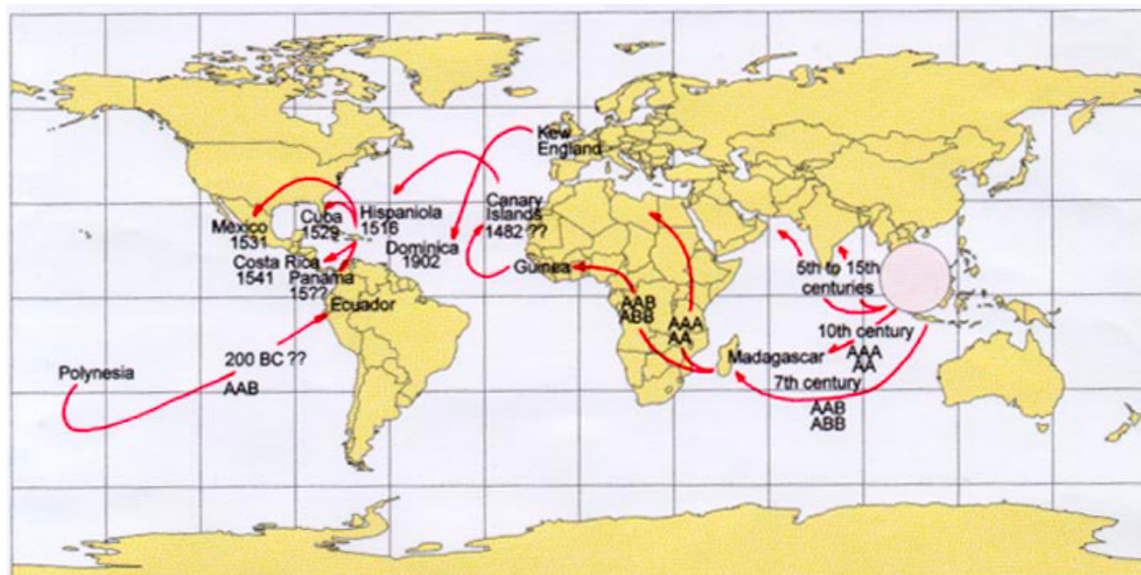 Kew
England
Canary
Islands
1482 ??
Hispaniola
1516
Cuba
1529
Mexico
1531
Dominica
1902
Costa Rica
1541
Panama
15??
Guinea
5th to 15th
centuries
Ecuador
AAB
ABB
AAA
AA
10th century
AAA
AA
Madagascar
7th century
AAB
ABB
200 BC ??
AAB
Polynesia